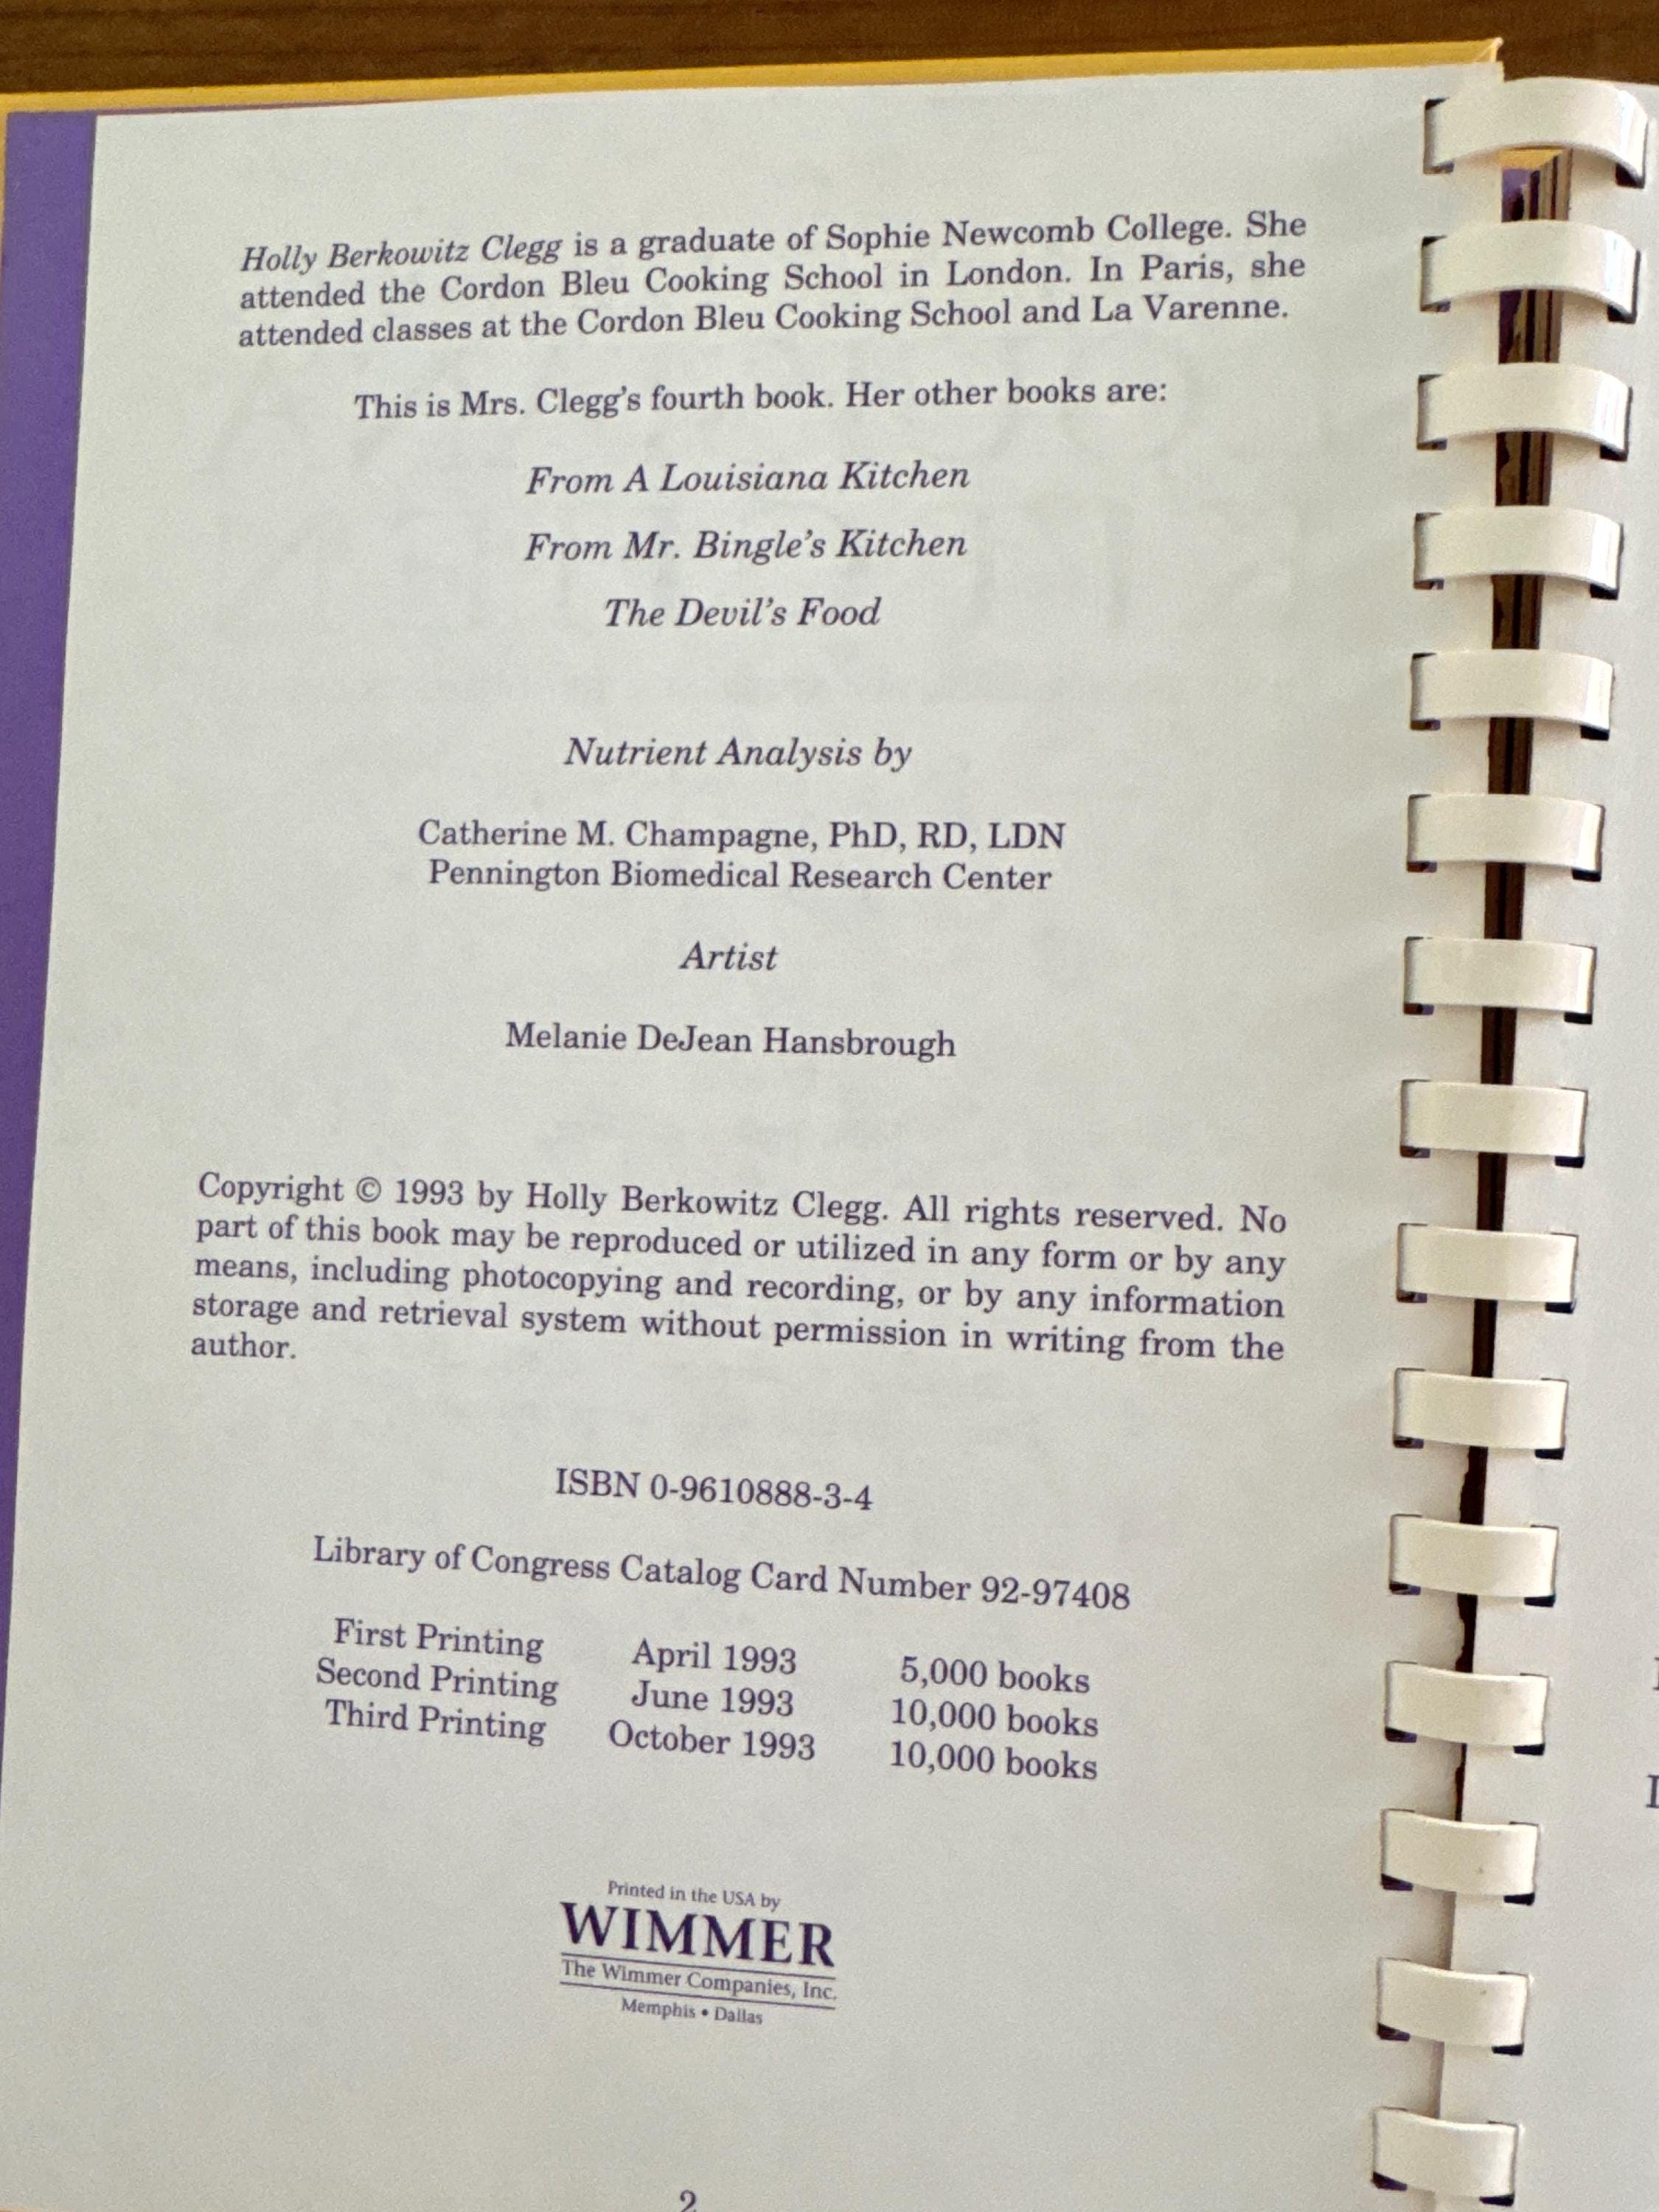 Holly Berkowitz Clegg is a graduate of Sophie Newcomb College. She
attended the Cordon Bleu Cooking School in London. In Paris, she
attended classes at the Cordon Bleu Cooking School and La Varenne.
This is Mrs. Clegg's fourth book. Her other books are:
From A Louisiana Kitchen
From Mr. Bingle's Kitchen
The Devil's Food
Nutrient Analysis by
Catherine M. Champagne, PhD, RD, LDN
Pennington Biomedical Research Center
Artist
Melanie DeJean Hansbrough
Copyright © 1993 by Holly Berkowitz Clegg. All rights reserved. No
part of this book may be reproduced or utilized in any form or by any
means, including photocopying and recording, or by any information
storage and retrieval system without permission in writing from the
author.
ISBN 0-9610888-3-4
Library of Congress Catalog Card Number 92-97408
First Printing April 1993 5,000 books
Second Printing June 1993 10,000 books
Third Printing October 1993 10,000 books
Printed in the USA by
WIMMER
The Wimmer Companies, Inc.
Memphis • Dallas
2